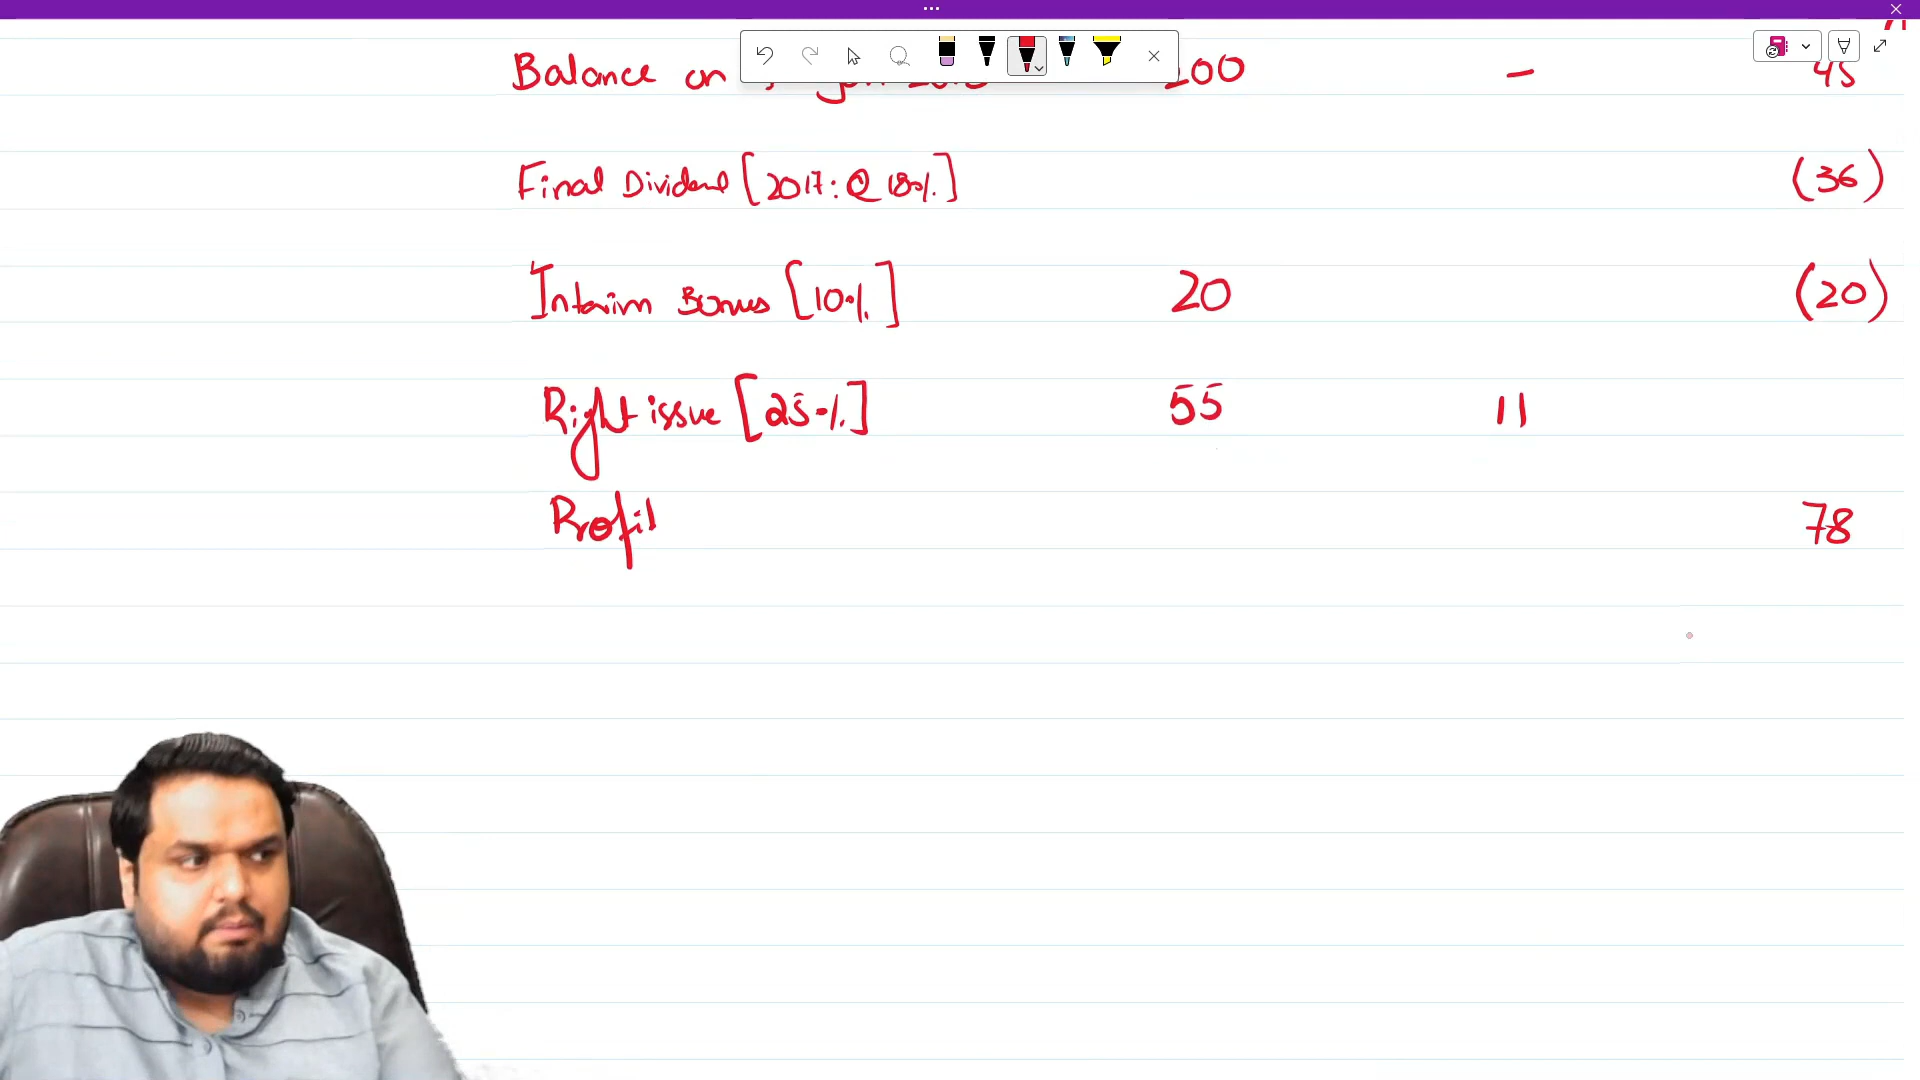 Balance on 200 - 45
Final Dividend [2017: @ 18%] (36)
Interim Bonus [10%] 20 (20)
Right issue [25%] 55 11
Profit 78